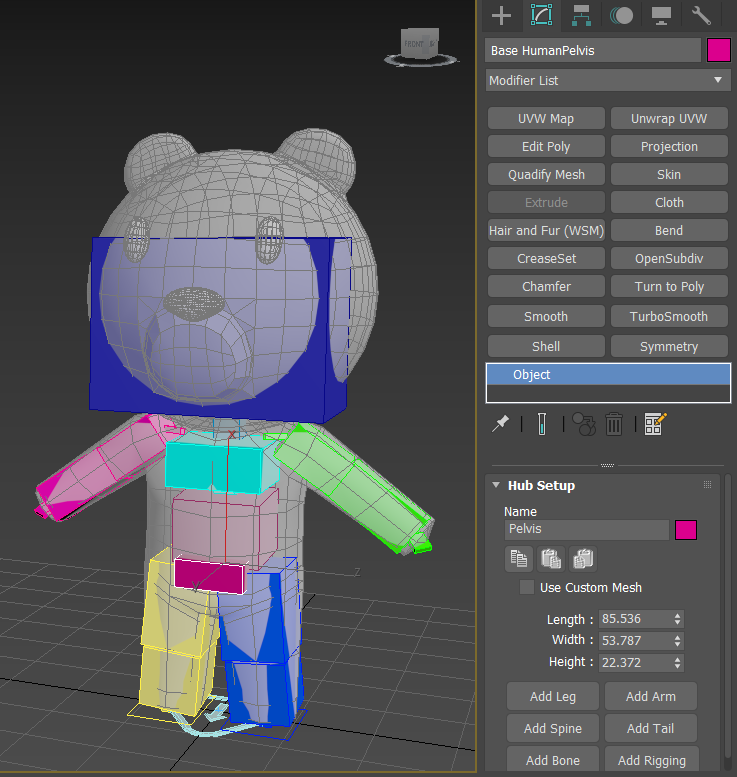 FRONT
X
Y
Z
Base HumanPelvis
Modifier List
UVW Map Unwrap UVW
Edit Poly Projection
Quadify Mesh Skin
Extrude Cloth
Hair and Fur (WSM) Bend
CreaseSet OpenSubdiv
Chamfer Turn to Poly
Smooth TurboSmooth
Shell Symmetry
Object
Hub Setup
Name
Pelvis
Use Custom Mesh
Length : 85.536
Width : 53.787
Height : 22.372
Add Leg Add Arm
Add Spine Add Tail
Add Bone Add Rigging